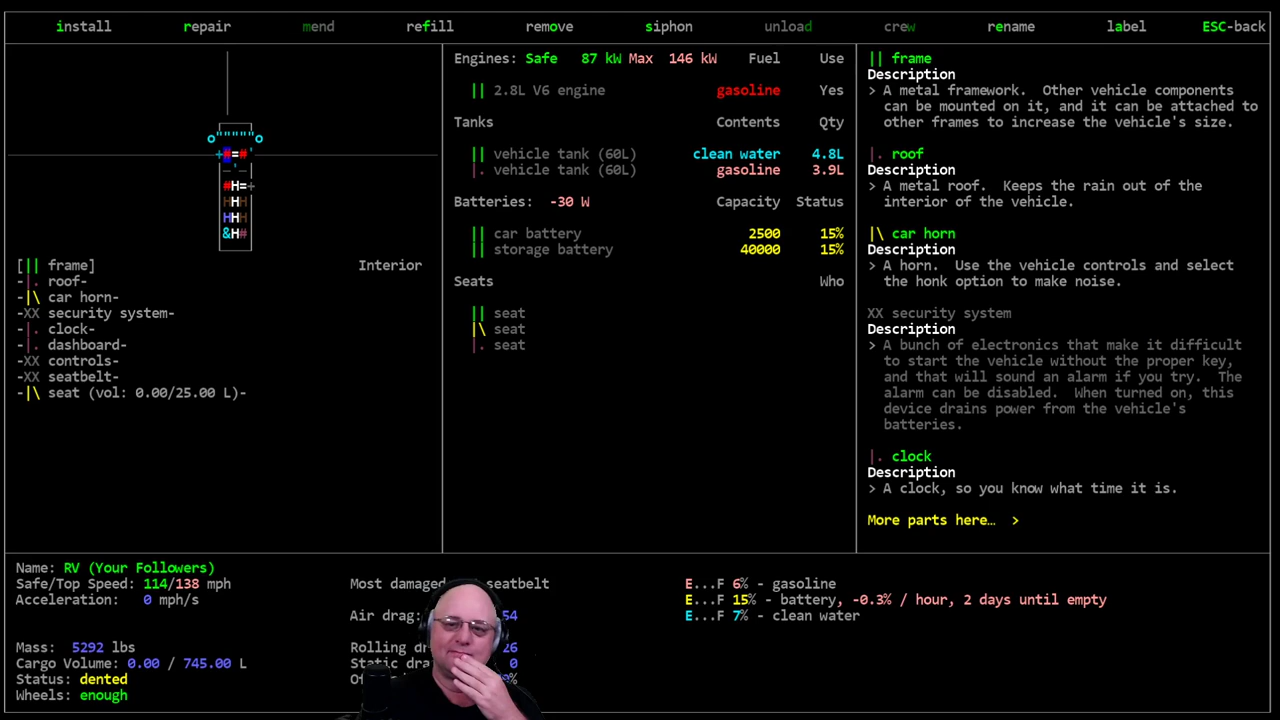 install repair mend refill remove siphon unload crew rename label ESC-back
Engines: Safe 87 kW Max 146 kW Fuel Use
|| 2.8L V6 engine gasoline Yes
Tanks Contents Qty
|| vehicle tank (60L) clean water 4.8L
|. vehicle tank (60L) gasoline 3.9L
Batteries: -30 W Capacity Status
|| car battery 2500 15%
|| storage battery 40000 15%
Seats Who
|| seat
|\ seat
|. seat
[|| frame] Interior
-|. roof-
-|\ car horn-
-XX security system-
-|. clock-
-|. dashboard-
-XX controls-
-XX seatbelt-
-|\ seat (vol: 0.00/25.00 L)-
|| frame
Description
> A metal framework. Other vehicle components
can be mounted on it, and it can be attached to
other frames to increase the vehicle's size.
|. roof
Description
> A metal roof. Keeps the rain out of the
interior of the vehicle.
|\ car horn
Description
> A horn. Use the vehicle controls and select
the honk option to make noise.
XX security system
Description
> A bunch of electronics that make it difficult
to start the vehicle without the proper key,
and that will sound an alarm if you try. The
alarm can be disabled. When turned on, this
device drains power from the vehicle's
batteries.
|. clock
Description
> A clock, so you know what time it is.
More parts here… >
Name: RV (Your Followers)
Safe/Top Speed: 114/138 mph
Acceleration: 0 mph/s
Mass: 5292 lbs
Cargo Volume: 0.00 / 745.00 L
Status: dented
Wheels: enough
Most damaged seatbelt
Air drag: 54
Rolling 26
Static 0
E...F 6% - gasoline
E...F 15% - battery, -0.3% / hour, 2 days until empty
E...F 7% - clean water